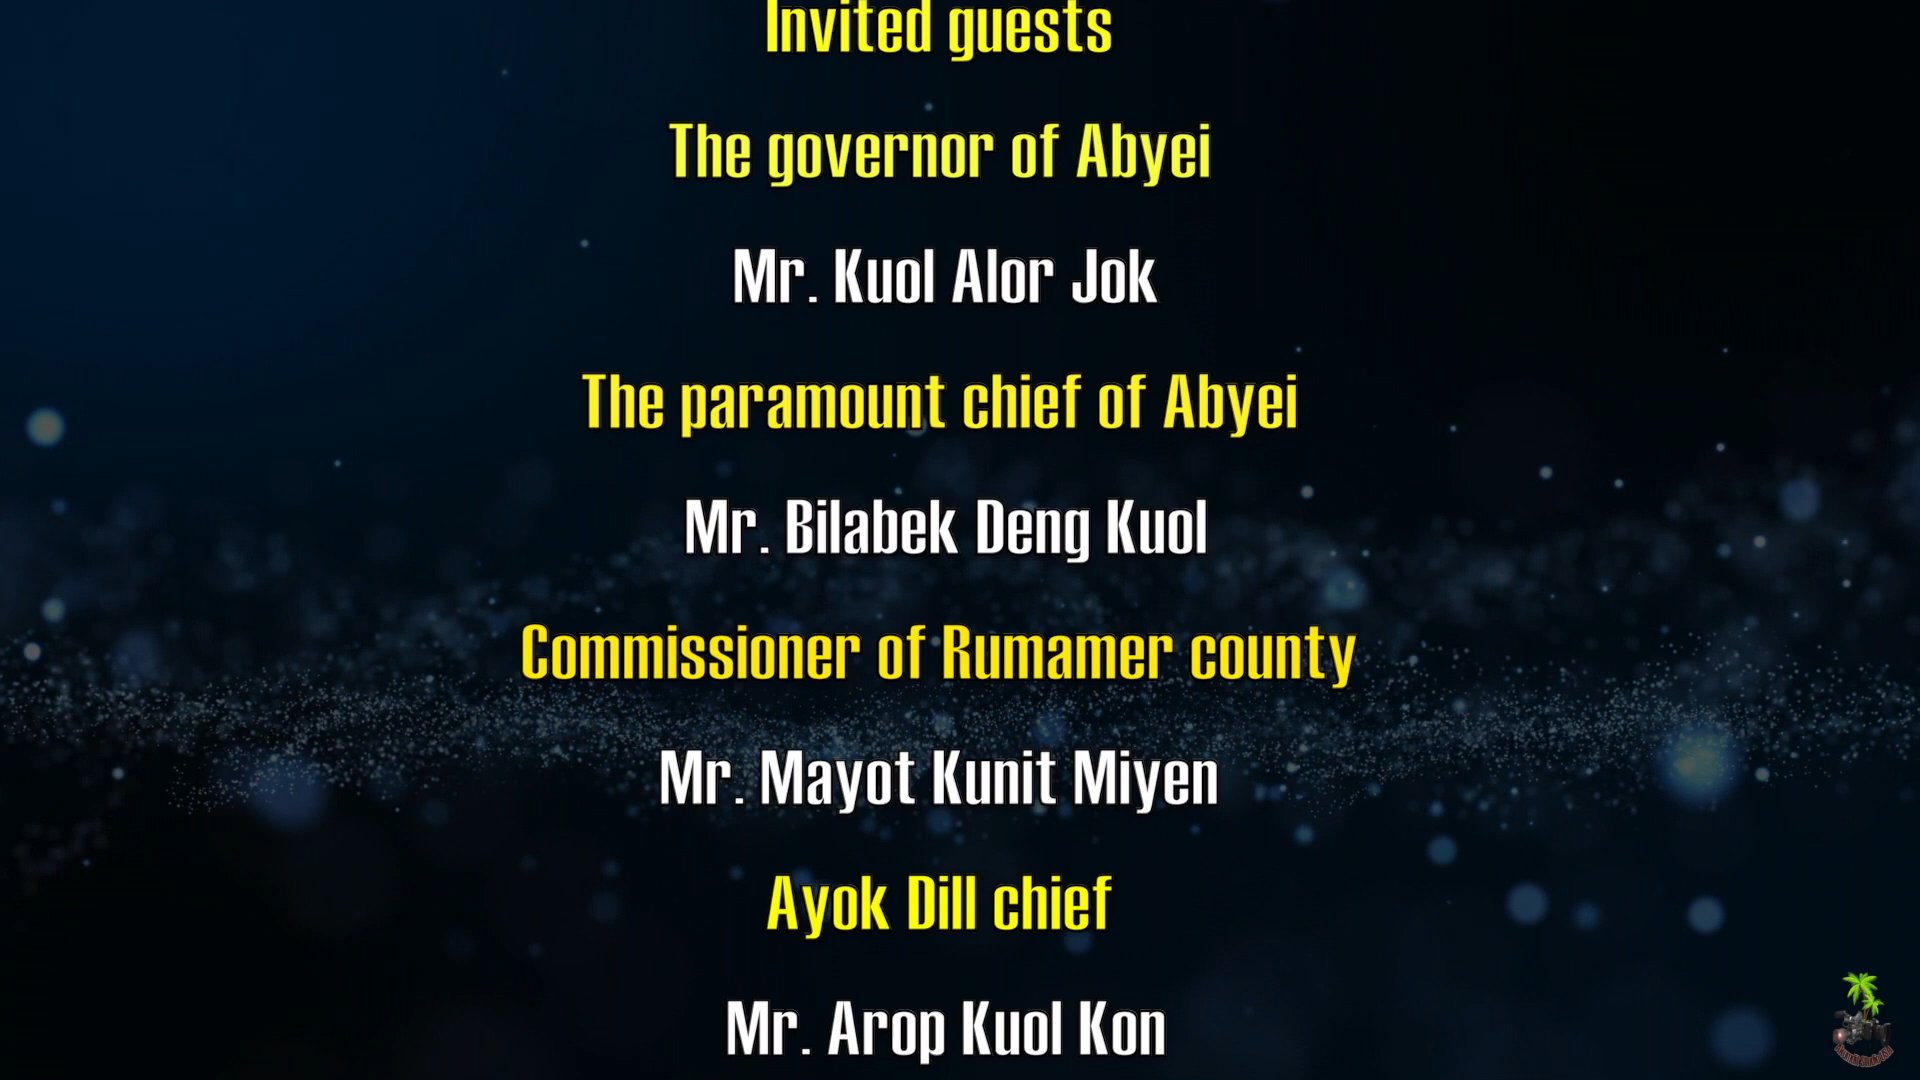 Invited guests
The governor of Abyei
Mr. Kuol Alor Jok
The paramount chief of Abyei
Mr. Bilabek Deng Kuol
Commissioner of Rumamer county
Mr. Mayot Kunit Miyen
Ayok Dill chief
Mr. Arop Kuol Kon